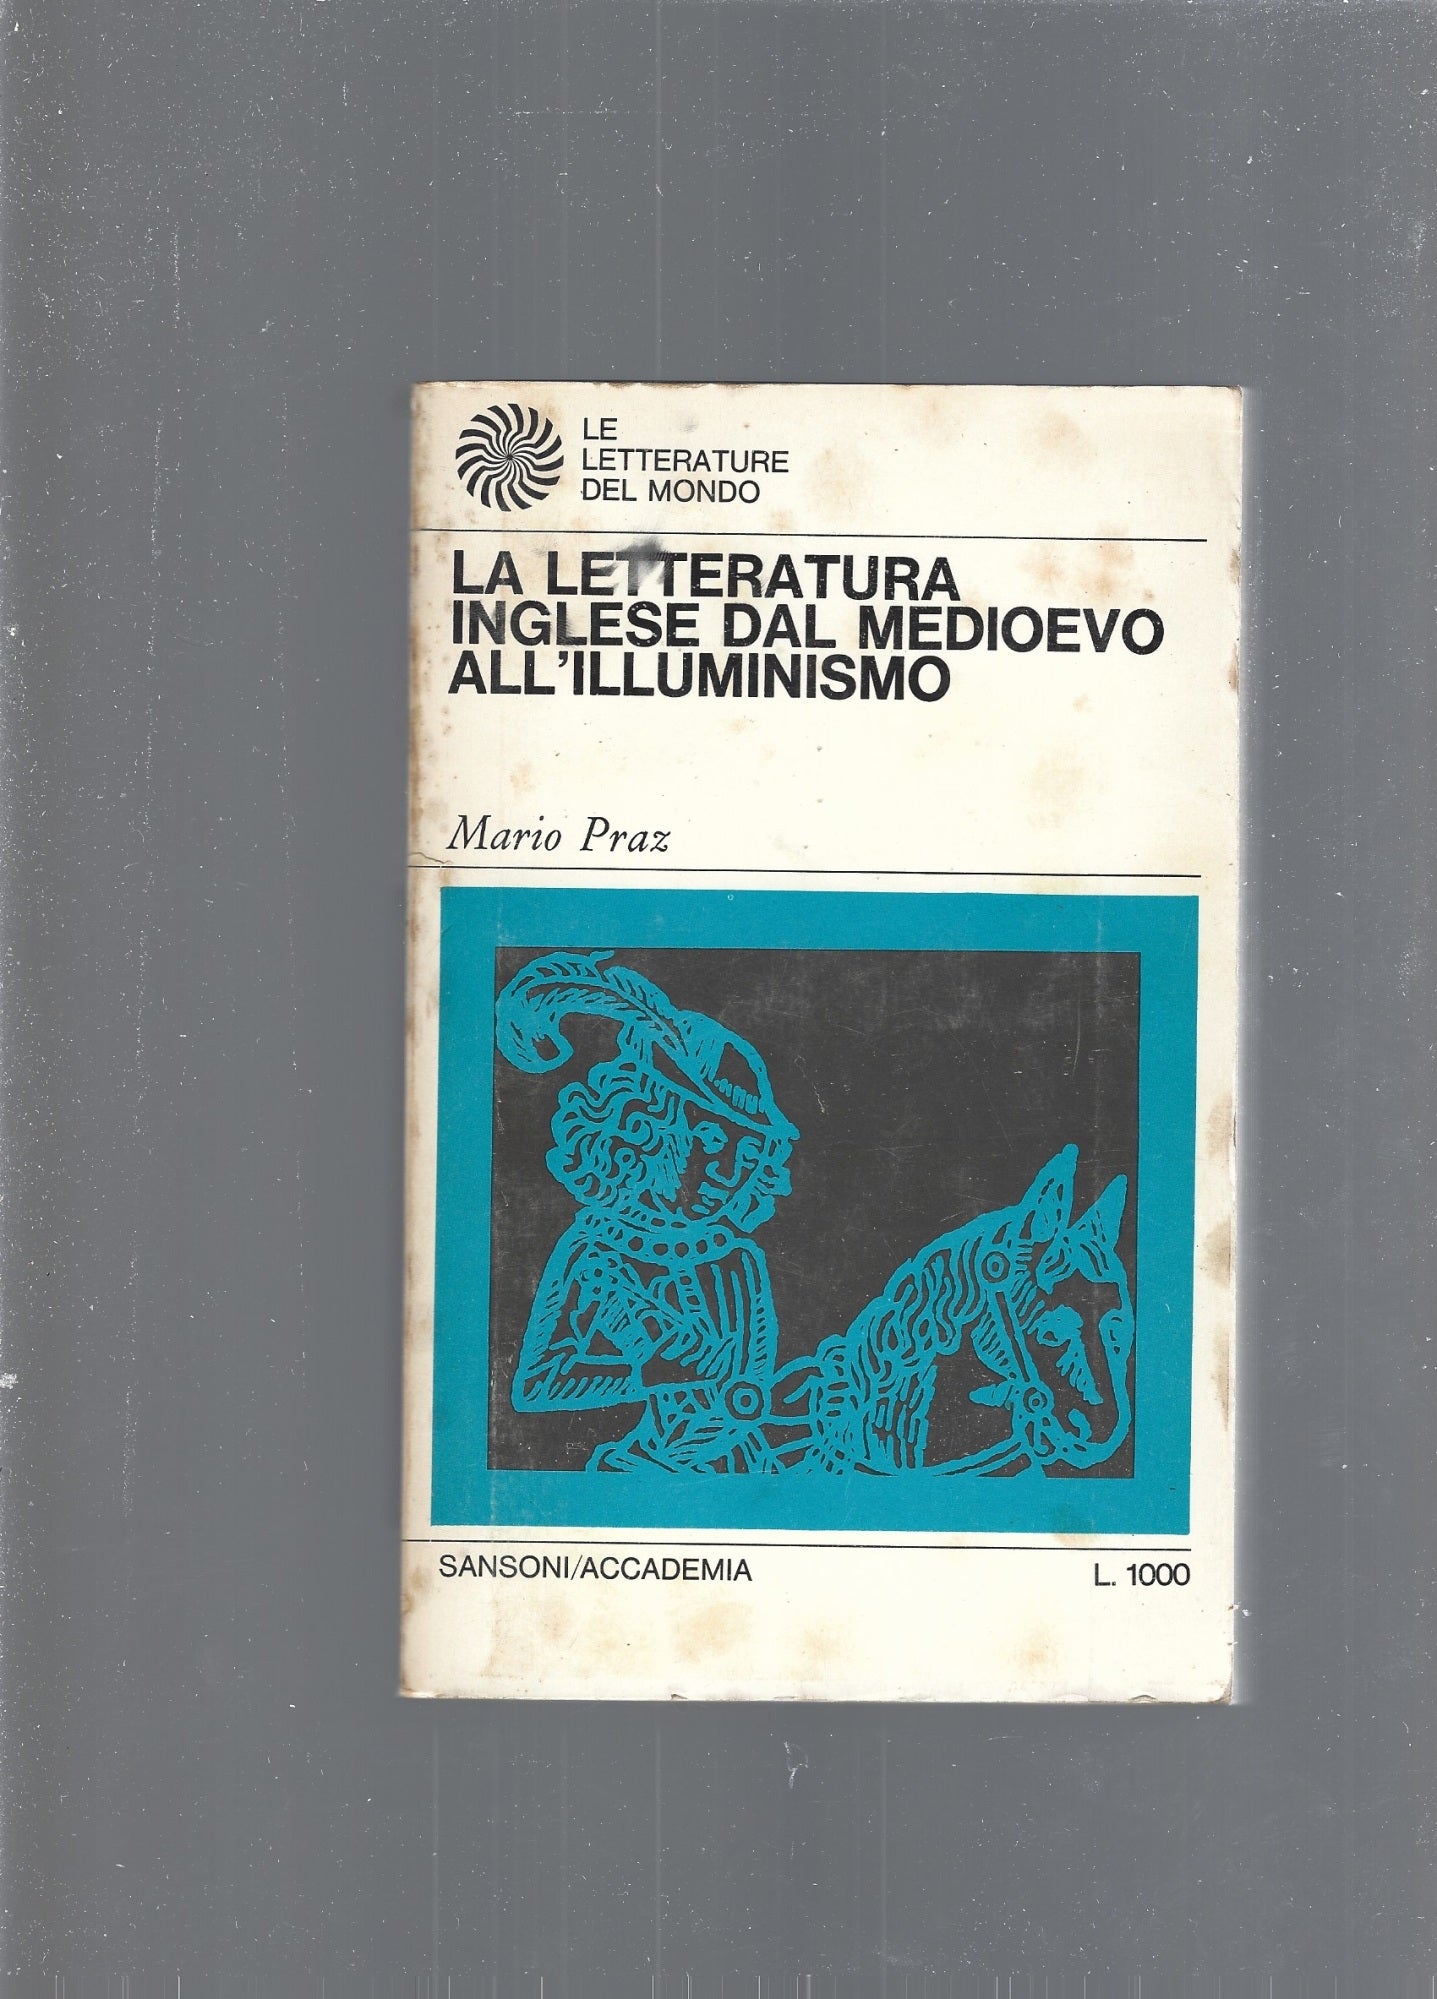 LE
LETTERATURE
DEL MONDO
LA LETTERATURA
INGLESE DAL MEDIOEVO
ALL'ILLUMINISMO
Mario Praz
SANSONI/ACCADEMIA
L. 1000